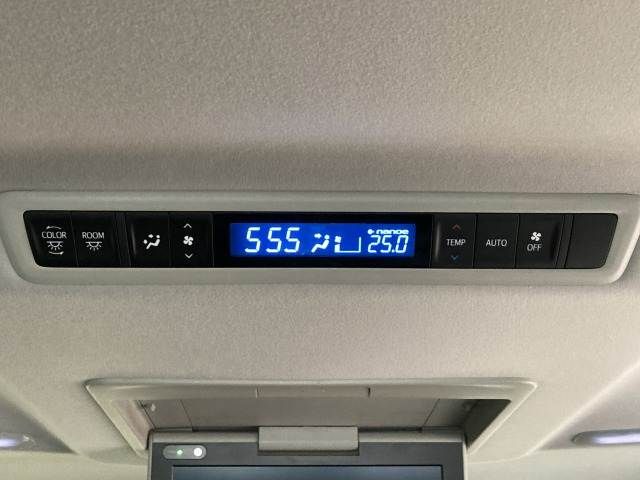 COLOR
ROOM
555
nanoe
25.0
TEMP
AUTO
OFF